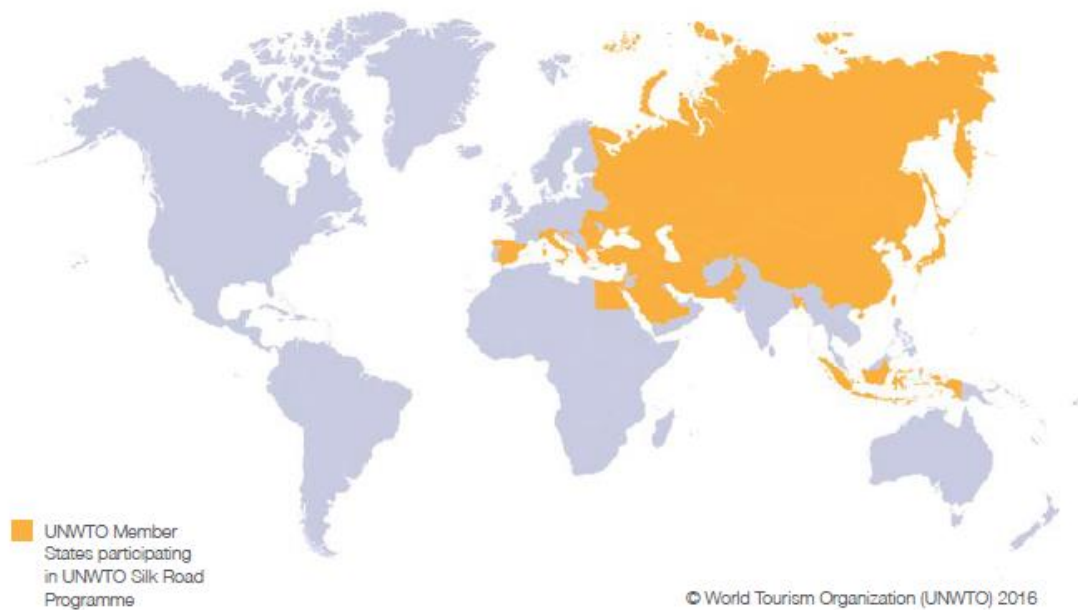 UNWTO Member
States participating
in UNWTO Silk Road
Programme
© World Tourism Organization (UNWTO) 2016